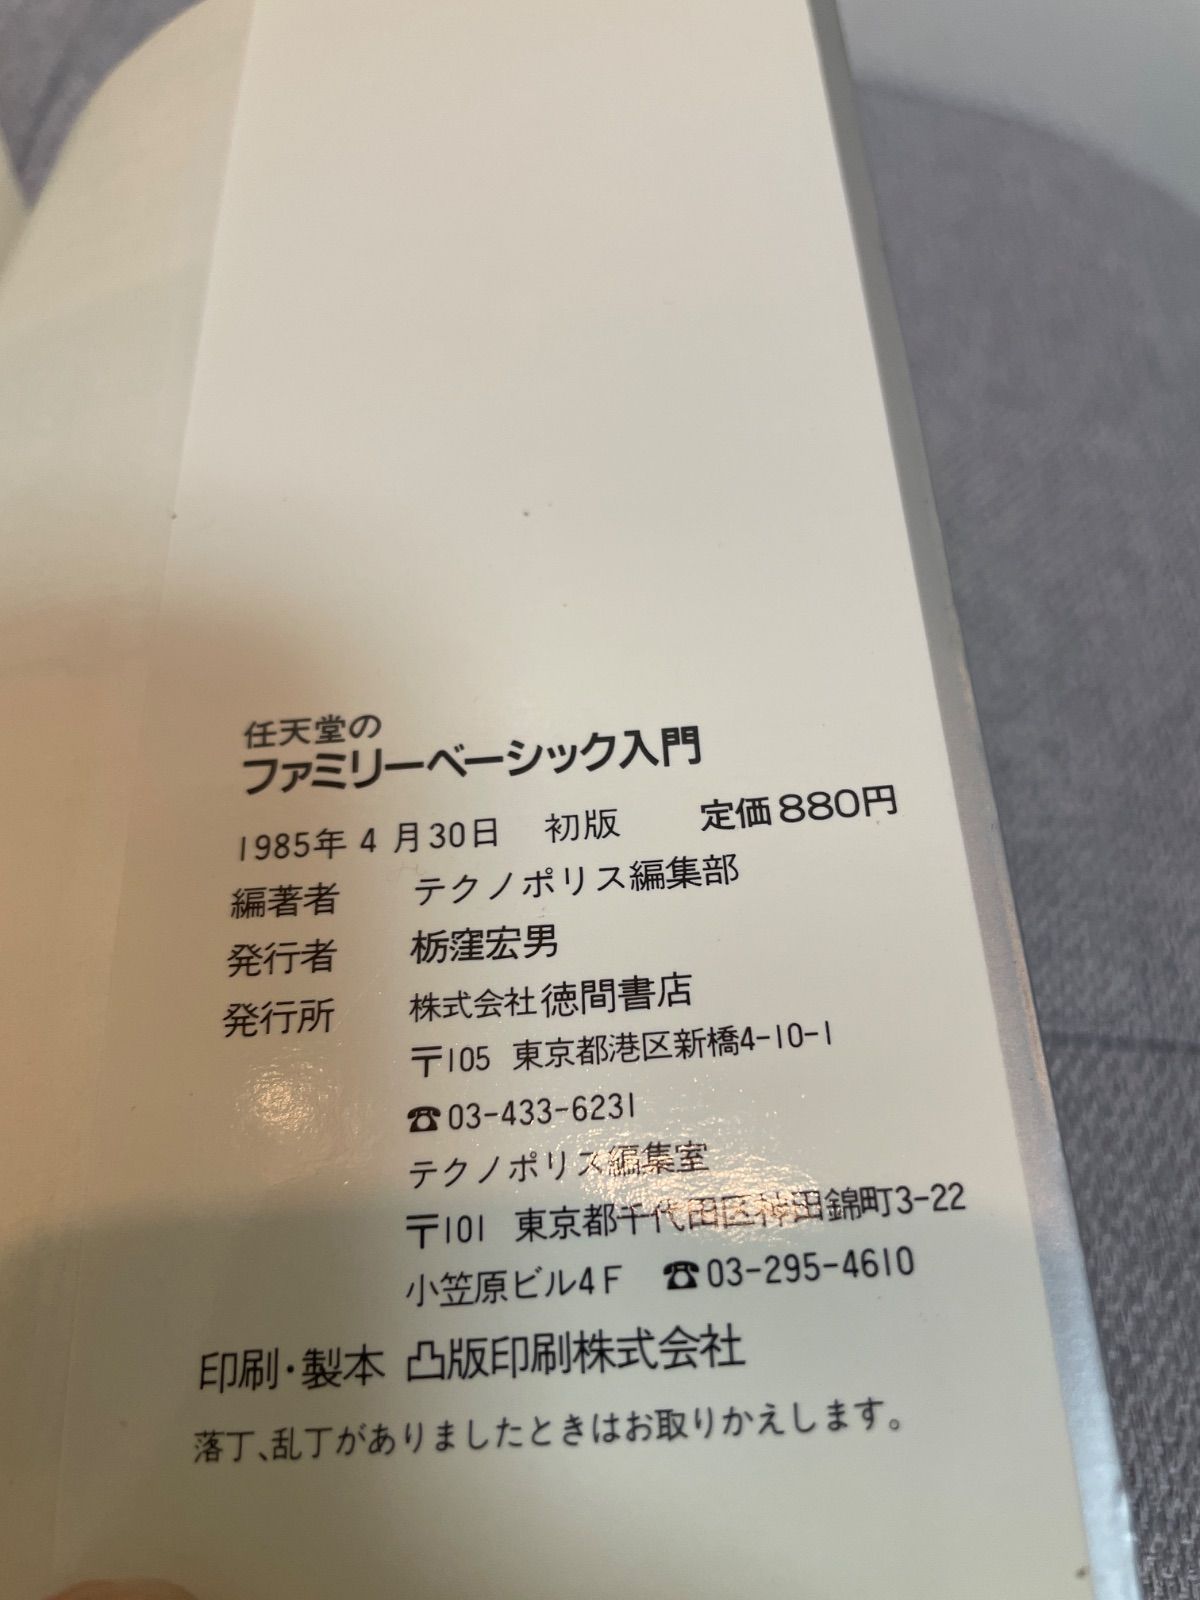 任天堂の
ファミリーベーシック入門
1985年4月30日 初版 定価880円
編著者 テクノポリス編集部
発行者 栃窪宏男
発行所 株式会社徳間書店
〒105 東京都港区新橋4-10-1
☎03-433-6231
テクノポリス編集室
〒101 東京都千代田区神田錦町3-22
小笠原ビル4F ☎03-295-4610
印刷・製本 凸版印刷株式会社
落丁、乱丁がありましたときはお取りかえします。